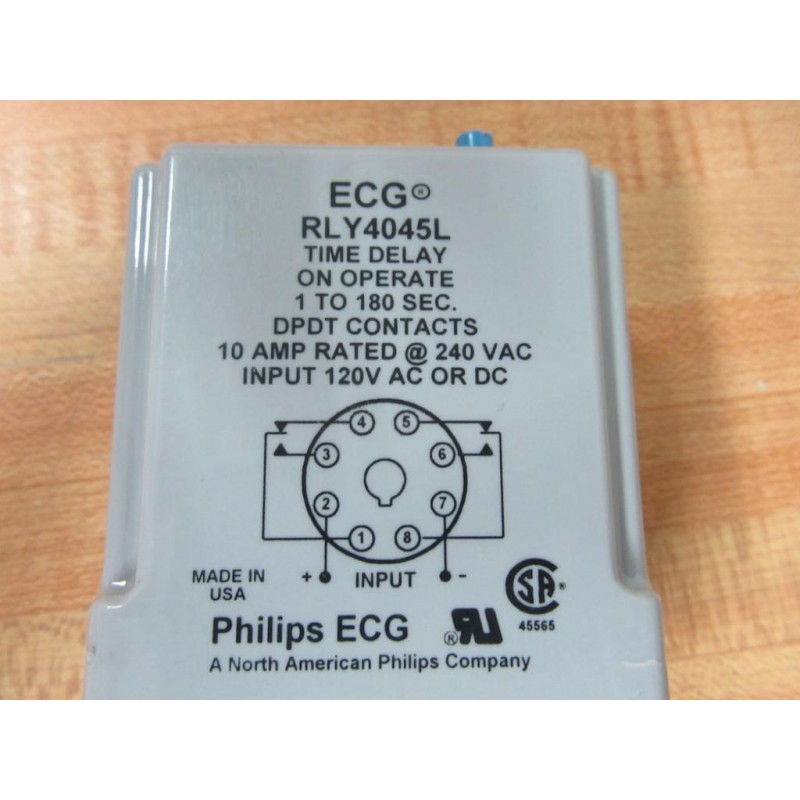 ECG®
RLY4045L
TIME DELAY
ON OPERATE
1 TO 180 SEC.
DPDT CONTACTS
10 AMP RATED @ 240 VAC
INPUT 120V AC OR DC
4 5
3 6
2 7
1 8
+ INPUT -
MADE IN
USA
SA ®
45565
Philips ECG
® RU
A North American Philips Company